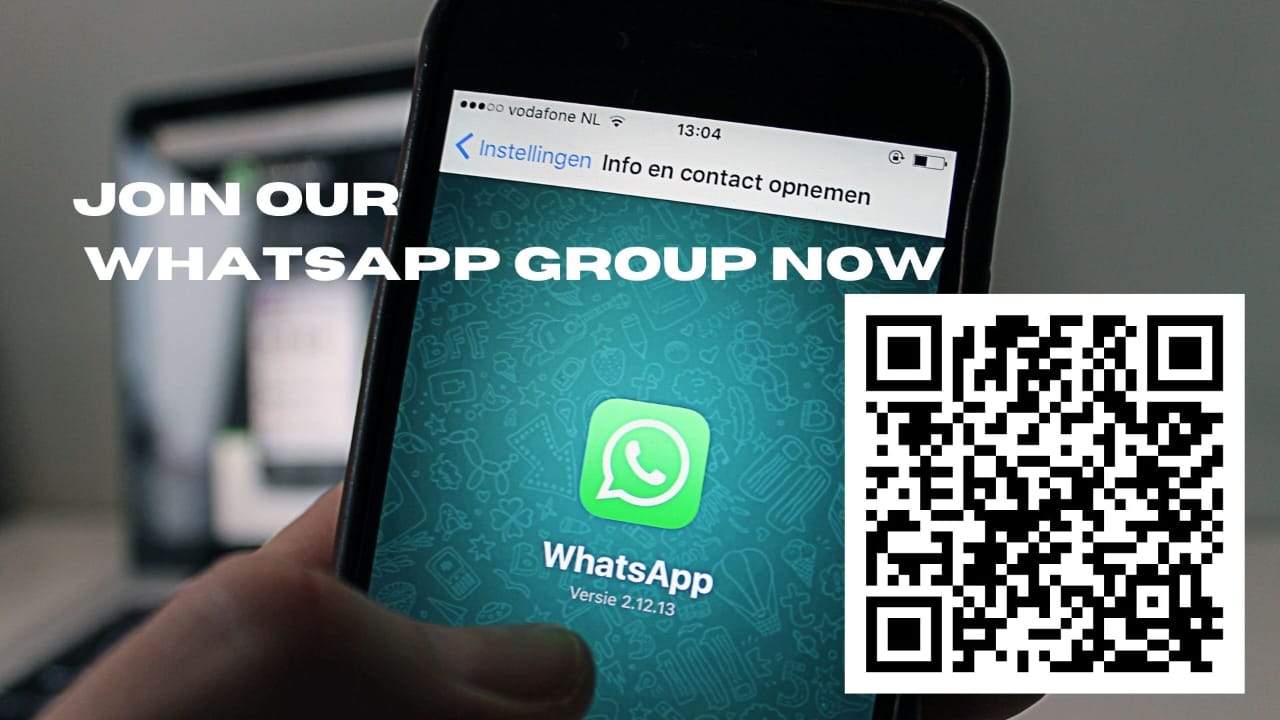 vodafone NL
13:04
Instellingen Info en contact opnemen
JOIN OUR
WHATSAPP GROUP NOW
WhatsApp
Versie 2.12.13